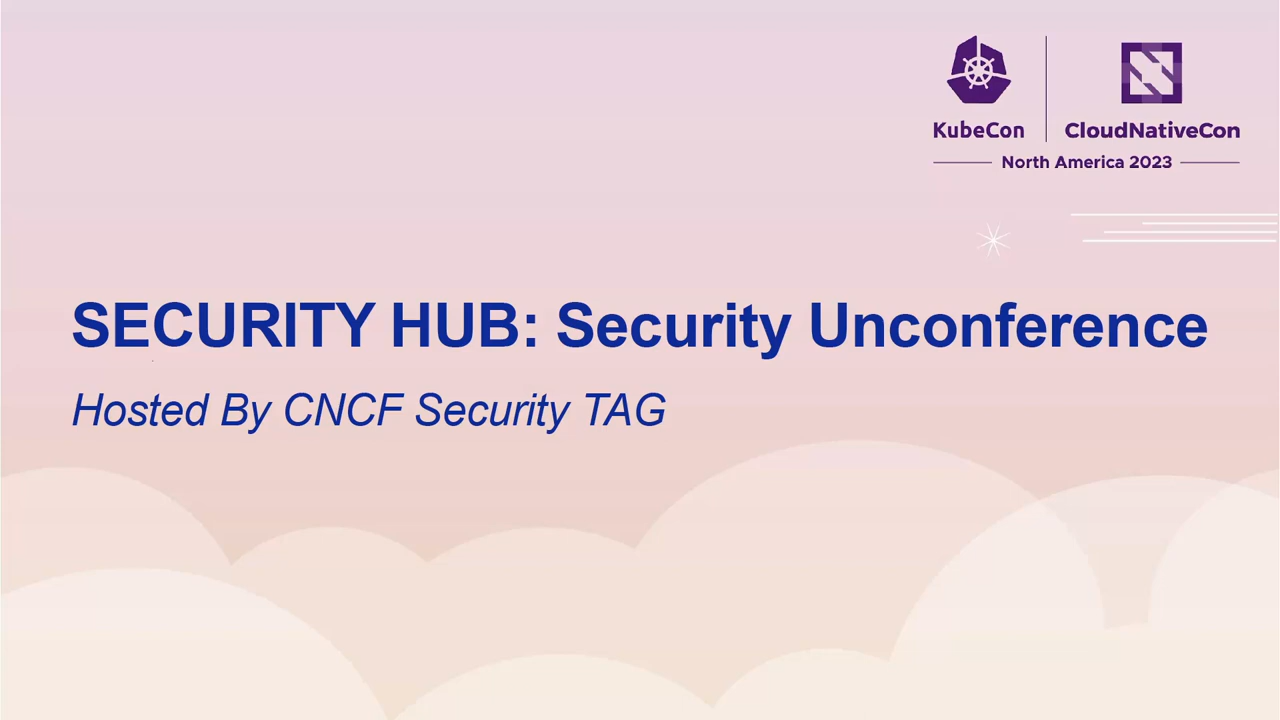 KubeCon
CloudNativeCon
North America 2023
SECURITY HUB: Security Unconference
Hosted By CNCF Security TAG